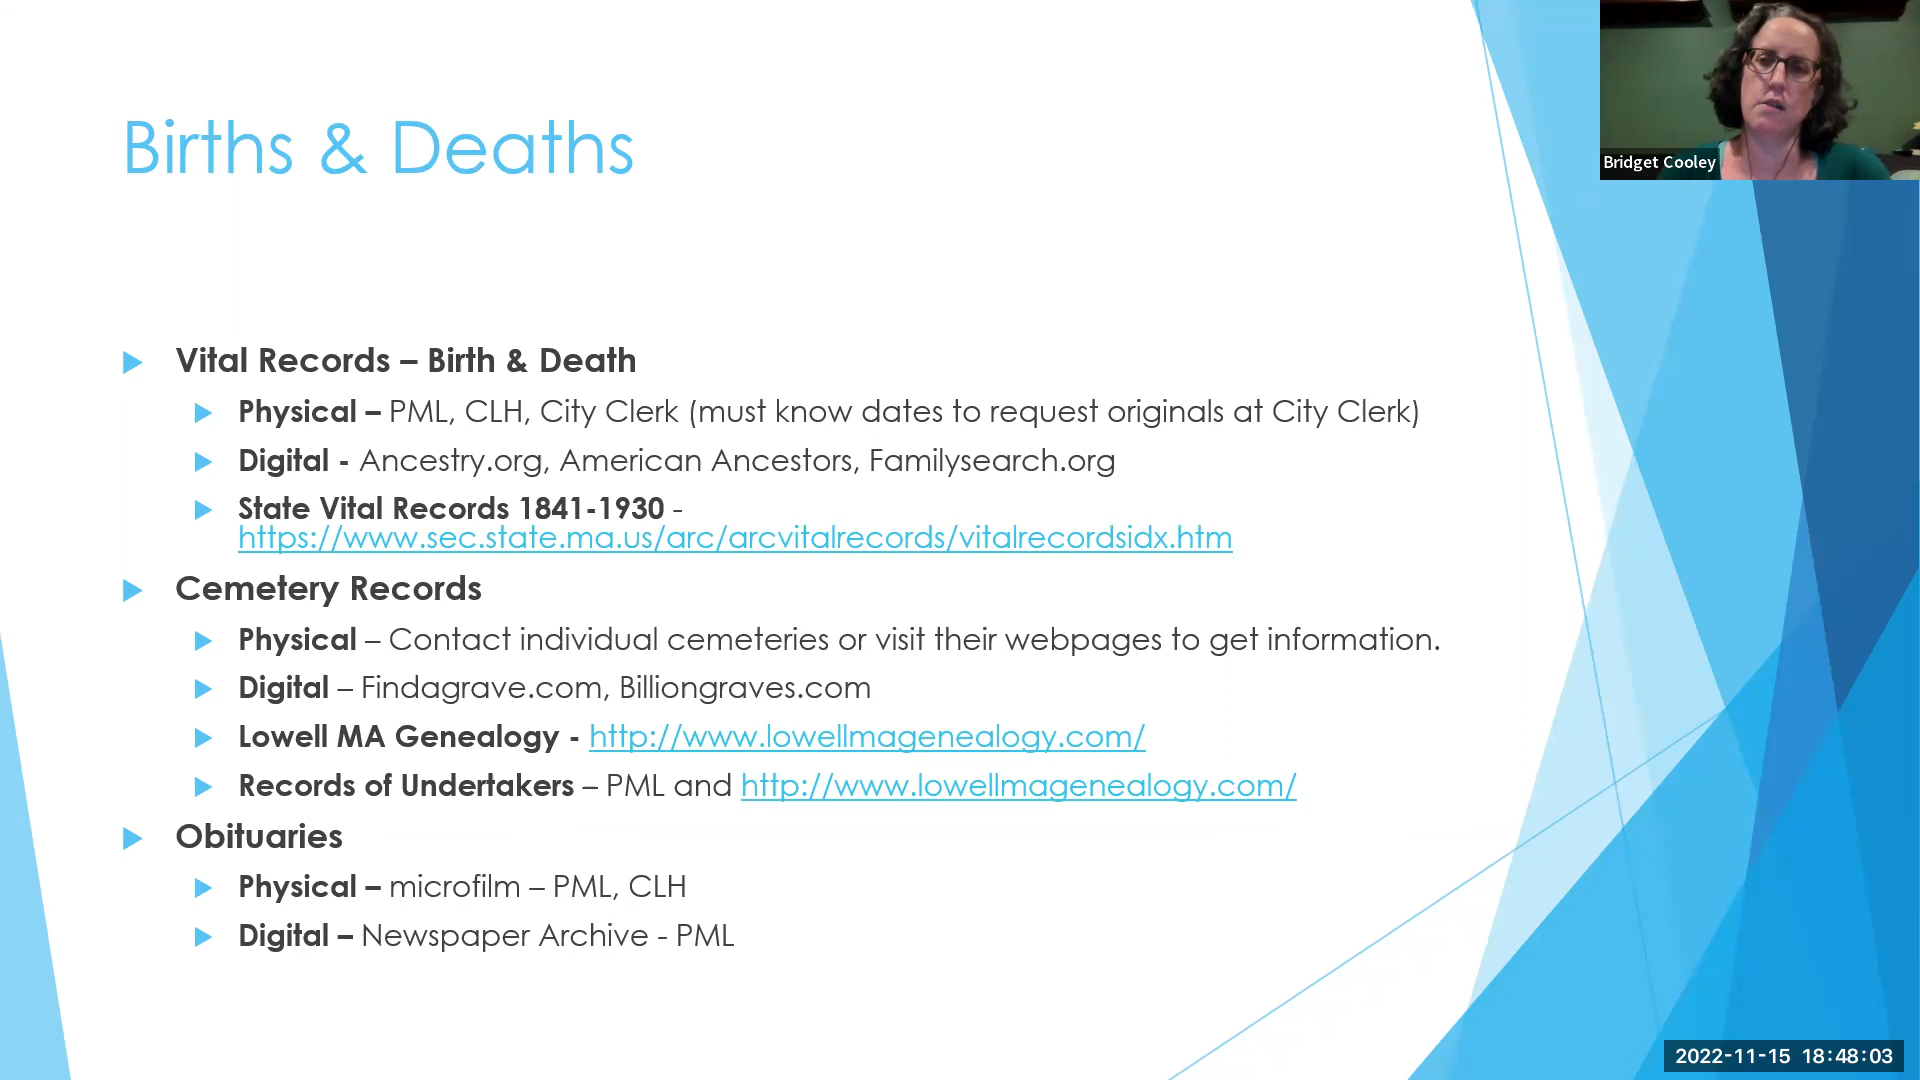 Births & Deaths
Bridget Cooley
Vital Records – Birth & Death
Physical – PML, CLH, City Clerk (must know dates to request originals at City Clerk)
Digital - Ancestry.org, American Ancestors, Familysearch.org
State Vital Records 1841-1930 -
https://www.sec.state.ma.us/arc/arcvitalrecords/vitalrecordsidx.htm
Cemetery Records
Physical – Contact individual cemeteries or visit their webpages to get information.
Digital – Findagrave.com, Billiongraves.com
Lowell MA Genealogy - http://www.lowellmagenealogy.com/
Records of Undertakers – PML and http://www.lowellmagenealogy.com/
Obituaries
Physical – microfilm – PML, CLH
Digital – Newspaper Archive - PML
2022-11-15 18:48:03